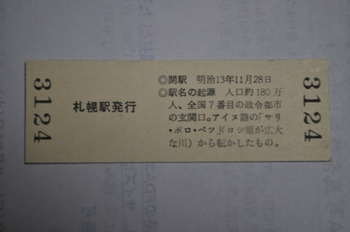 3124
札幌駅発行
◎開駅 明治13年11月28日
◎駅名の起源 人口約180万
人、全国7番目の政令都市
の玄関口。アイヌ語の「サリ
・ポロ・ペツ」(ヨシ原が広大
な川)から転かしたもの。
3124